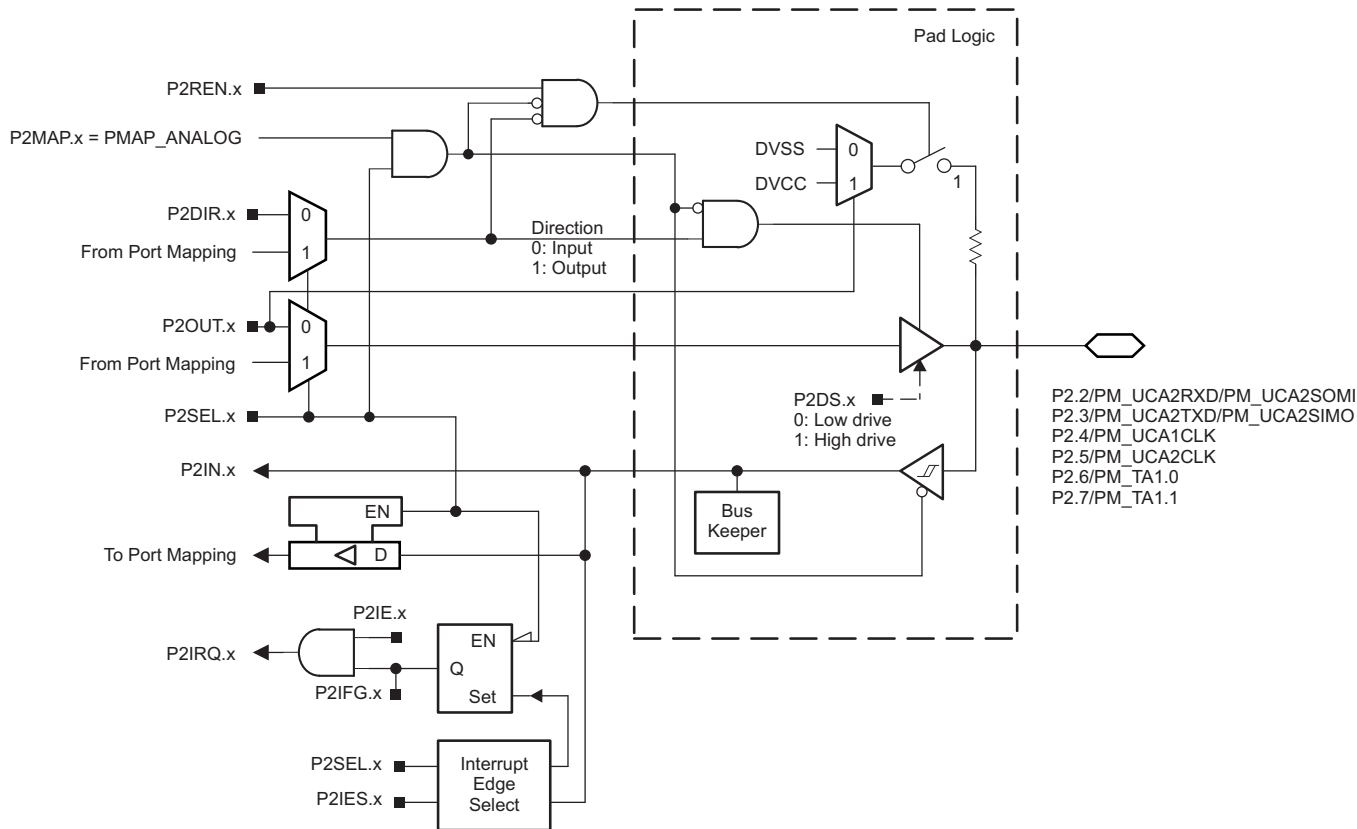 Pad Logic
P2REN.x
P2MAP.x = PMAP_ANALOG
DVSS
0
DVCC
1
1
P2DIR.x
0
From Port Mapping
1
Direction
0: Input
1: Output
P2OUT.x
0
From Port Mapping
1
P2SEL.x
P2DS.x
0: Low drive
1: High drive
P2.2/PM_UCA2RXD/PM_UCA2SOMI
P2.3/PM_UCA2TXD/PM_UCA2SIMO
P2.4/PM_UCA1CLK
P2.5/PM_UCA2CLK
P2.6/PM_TA1.0
P2.7/PM_TA1.1
P2IN.x
Bus
Keeper
EN
To Port Mapping
D
P2IE.x
P2IRQ.x
EN
Q
P2IFG.x
Set
P2SEL.x
P2IES.x
Interrupt
Edge
Select